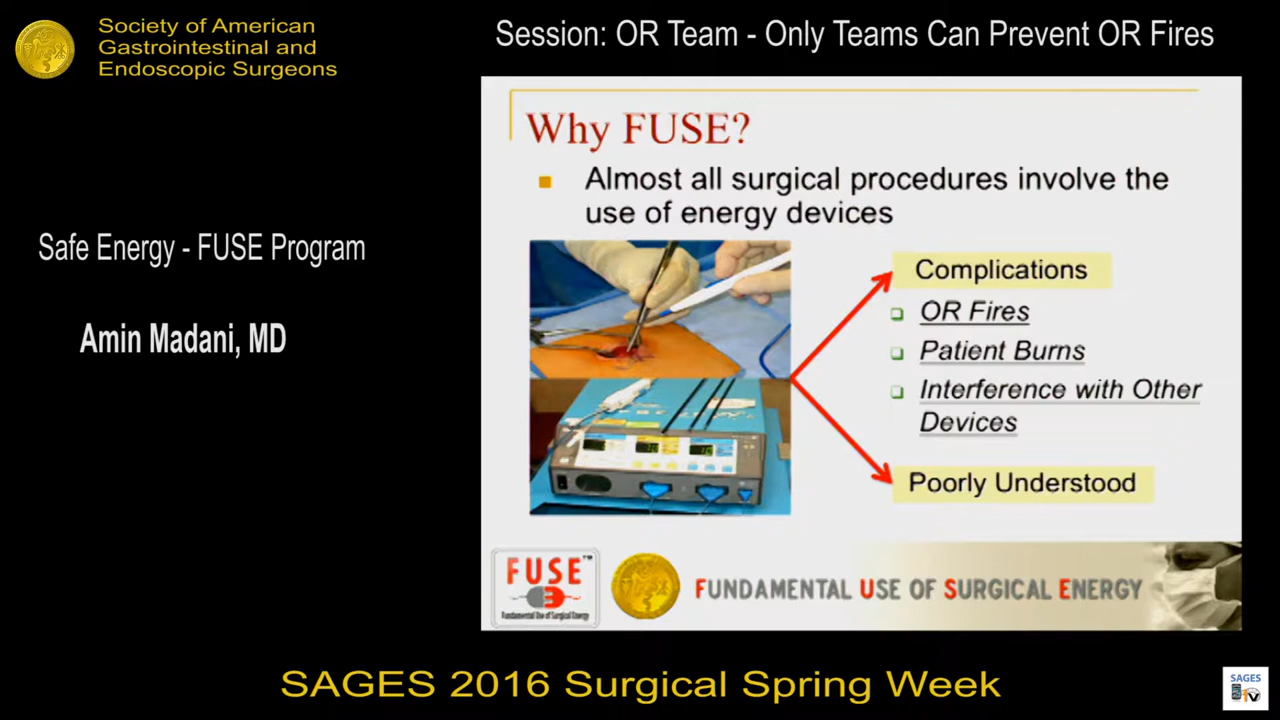 Society of American
Gastrointestinal and
Endoscopic Surgeons
Session: OR Team - Only Teams Can Prevent OR Fires
Safe Energy - FUSE Program
Amin Madani, MD
Why FUSE?
Almost all surgical procedures involve the
use of energy devices
Complications
OR Fires
Patient Burns
Interference with Other
Devices
Poorly Understood
FUSE™
Fundamental Use of Surgical Energy
FUNDAMENTAL USE OF SURGICAL ENERGY
SAGES 2016 Surgical Spring Week
SAGES
TV